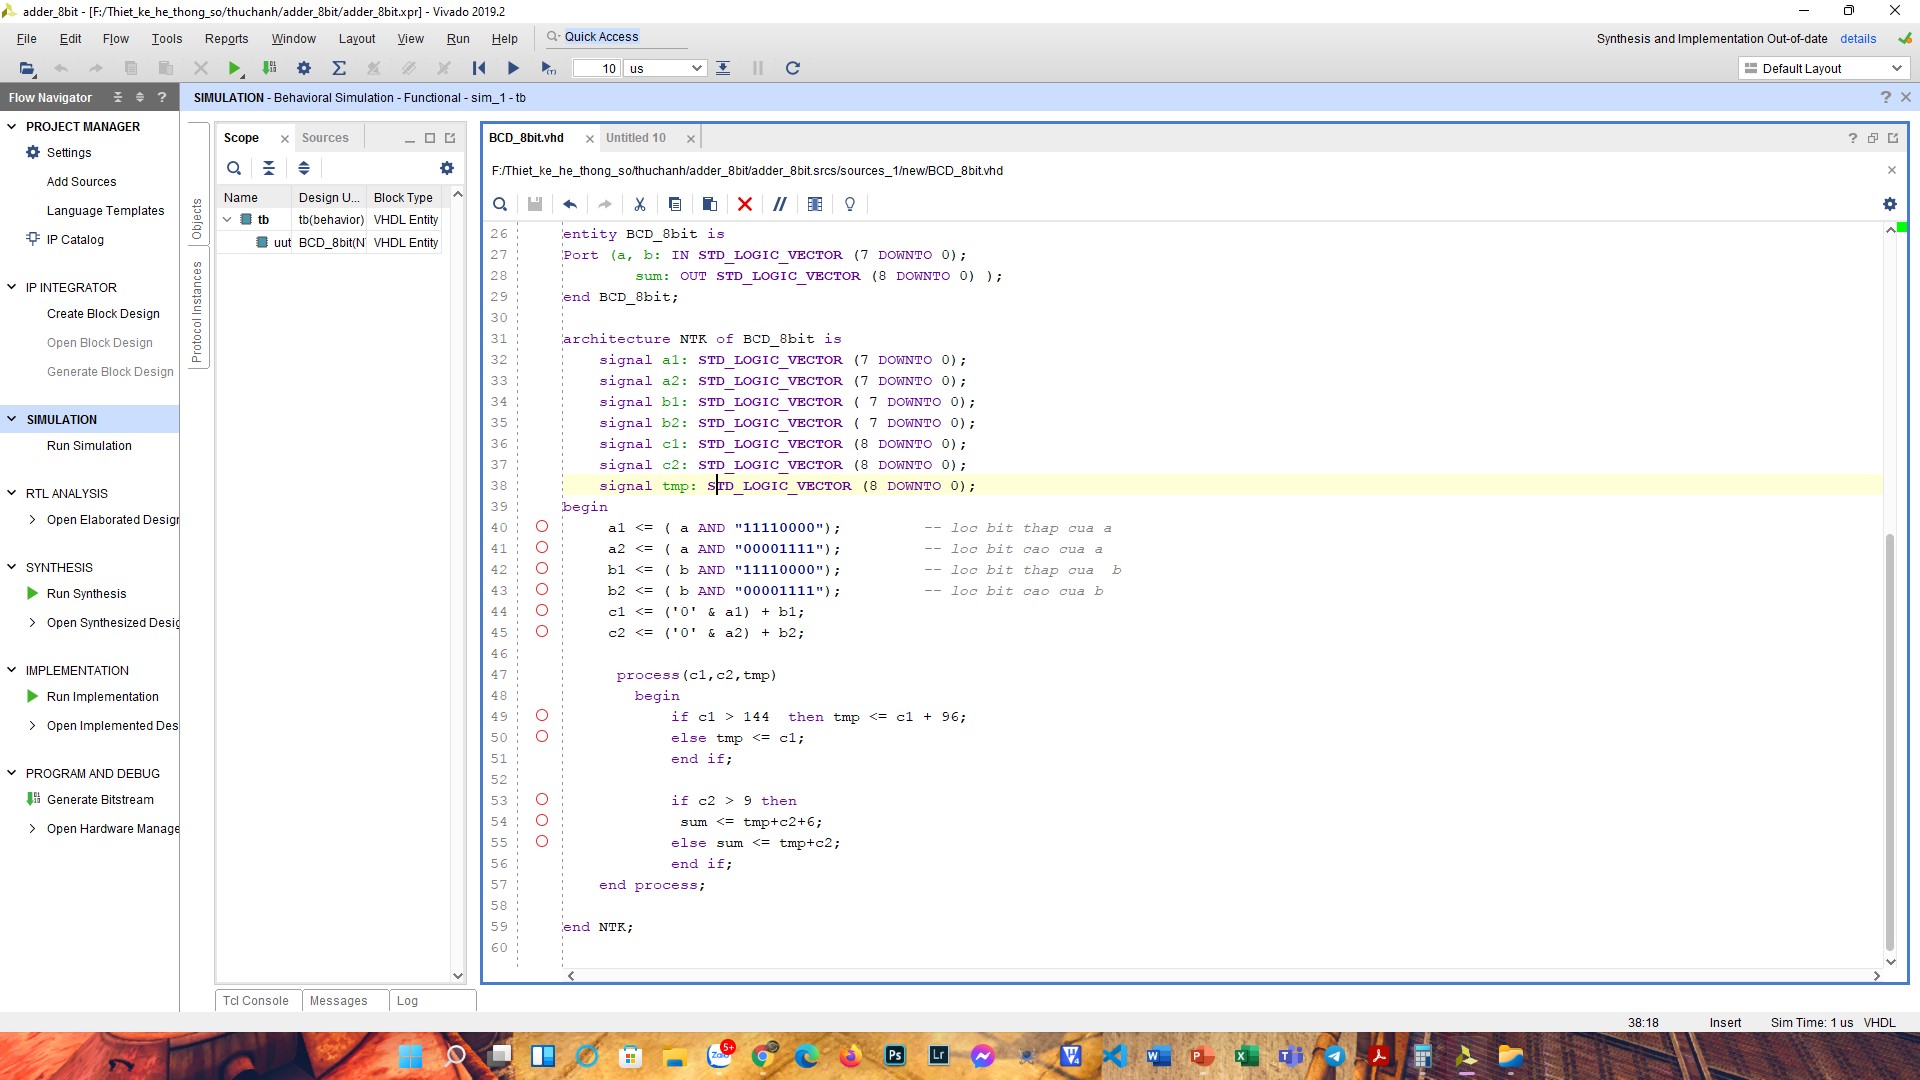 adder_8bit - [F:/Thiet_ke_he_thong_so/thuchanh/adder_8bit/adder_8bit.xpr] - Vivado 2019.2
File Edit Flow Tools Reports Window Layout View Run Help Quick Access
Synthesis and Implementation Out-of-date details
10 us
Default Layout
Flow Navigator
SIMULATION - Behavioral Simulation - Functional - sim_1 - tb
PROJECT MANAGER
Settings
Add Sources
Language Templates
IP Catalog
IP INTEGRATOR
Create Block Design
Open Block Design
Generate Block Design
SIMULATION
Run Simulation
RTL ANALYSIS
Open Elaborated Design
SYNTHESIS
Run Synthesis
Open Synthesized Desig
IMPLEMENTATION
Run Implementation
Open Implemented Des
PROGRAM AND DEBUG
Generate Bitstream
Open Hardware Manage
Objects
Protocol Instances
Scope Sources
Name Design U... Block Type
tb tb(behavior) VHDL Entity
uut BCD_8bit(N VHDL Entity
BCD_8bit.vhd Untitled 10
F:/Thiet_ke_he_thong_so/thuchanh/adder_8bit/adder_8bit.srcs/sources_1/new/BCD_8bit.vhd
26 entity BCD_8bit is
27 Port (a, b: IN STD_LOGIC_VECTOR (7 DOWNTO 0);
28 sum: OUT STD_LOGIC_VECTOR (8 DOWNTO 0) );
29 end BCD_8bit;
30
31 architecture NTK of BCD_8bit is
32 signal a1: STD_LOGIC_VECTOR (7 DOWNTO 0);
33 signal a2: STD_LOGIC_VECTOR (7 DOWNTO 0);
34 signal b1: STD_LOGIC_VECTOR ( 7 DOWNTO 0);
35 signal b2: STD_LOGIC_VECTOR ( 7 DOWNTO 0);
36 signal c1: STD_LOGIC_VECTOR (8 DOWNTO 0);
37 signal c2: STD_LOGIC_VECTOR (8 DOWNTO 0);
38 signal tmp: STD_LOGIC_VECTOR (8 DOWNTO 0);
39 begin
40 a1 <= ( a AND "11110000"); -- loc bit thap cua a
41 a2 <= ( a AND "00001111"); -- loc bit cao cua a
42 b1 <= ( b AND "11110000"); -- loc bit thap cua  b
43 b2 <= ( b AND "00001111"); -- loc bit cao cua b
44 c1 <= ('0' & a1) + b1;
45 c2 <= ('0' & a2) + b2;
46
47 process(c1,c2,tmp)
48 begin
49 if c1 > 144  then tmp <= c1 + 96;
50 else tmp <= c1;
51 end if;
52
53 if c2 > 9 then
54 sum <= tmp+c2+6;
55 else sum <= tmp+c2;
56 end if;
57 end process;
58
59 end NTK;
60
Tcl Console Messages Log
38:18 Insert Sim Time: 1 us VHDL
Zalo 5+
Ps
Lr